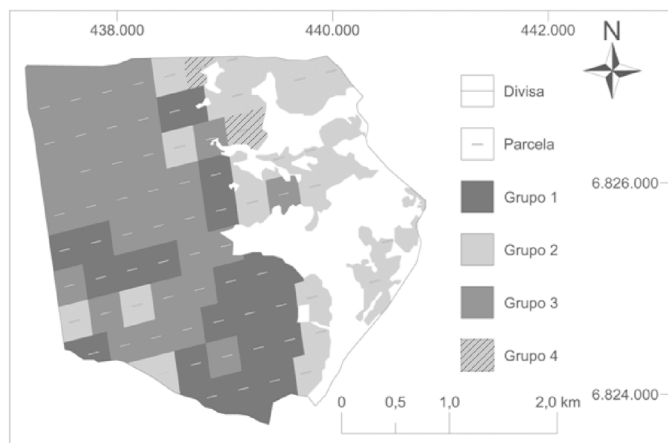 438.000 440.000 442.000
N
Divisa
Parcela
Grupo 1
6.826.000
Grupo 2
Grupo 3
Grupo 4
6.824.000
0 0,5 1,0 2,0 km